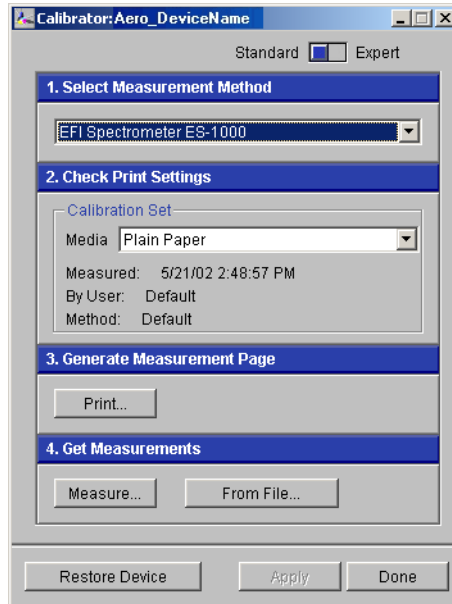 Calibrator:Aero_DeviceName
Standard Expert
1. Select Measurement Method
EFI Spectrometer ES-1000
2. Check Print Settings
Calibration Set
Media Plain Paper
Measured: 5/21/02 2:48:57 PM
By User: Default
Method: Default
3. Generate Measurement Page
Print...
4. Get Measurements
Measure... From File...
Restore Device Apply Done